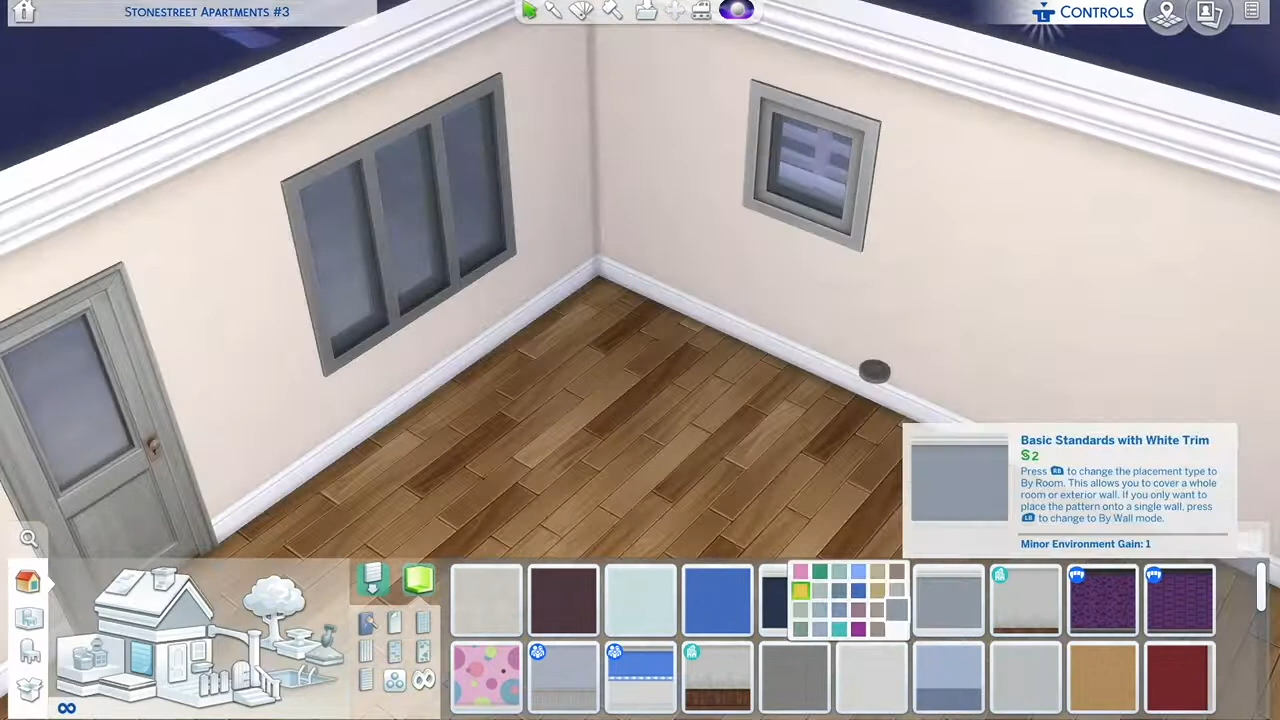 STONESTREET APARTMENTS #3
L CONTROLS
Basic Standards with White Trim
§2
Press RB to change the placement type to
By Room. This allows you to cover a whole
room or exterior wall. If you only want to
place the pattern onto a single wall, press
LB to change to By Wall mode.
Minor Environment Gain: 1